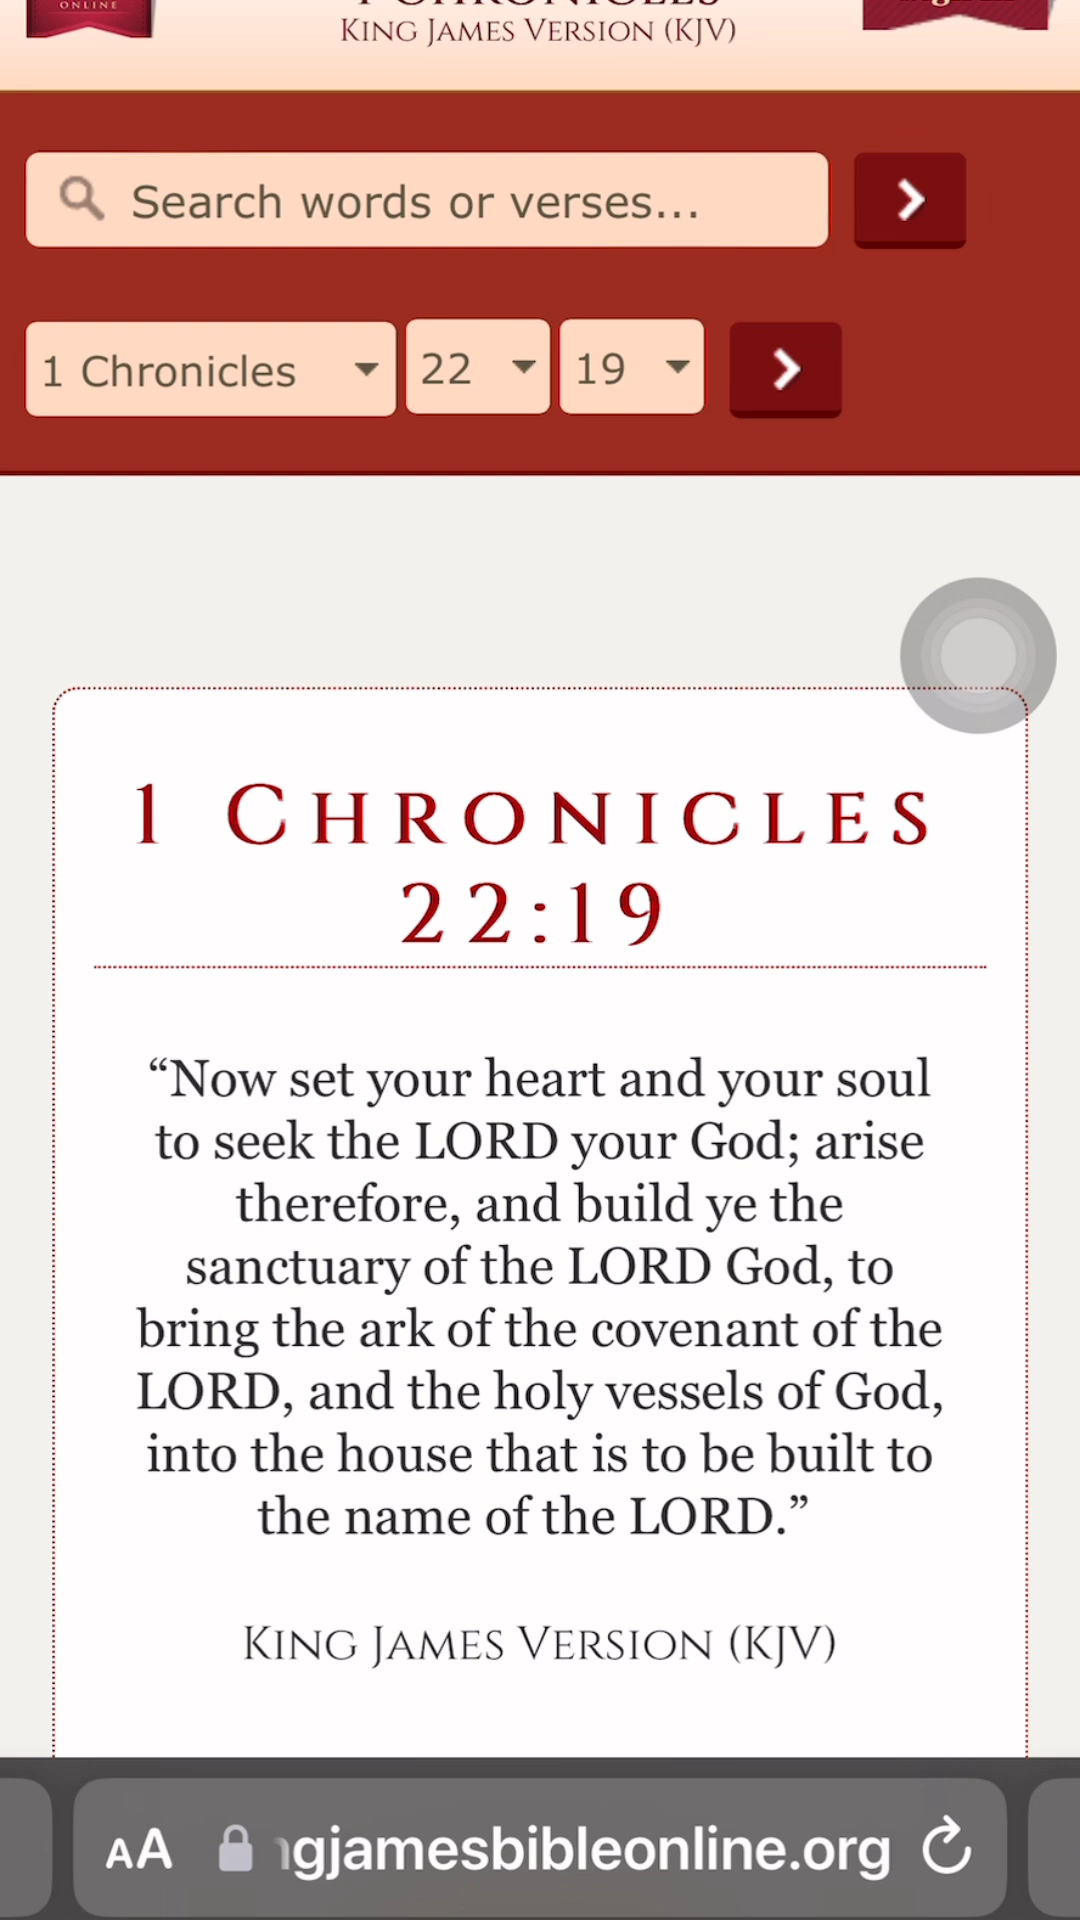 ONLINE
KING JAMES VERSION (KJV)
Search words or verses...
1 Chronicles 22 19
1 CHRONICLES
22:19
“Now set your heart and your soul
to seek the LORD your God; arise
therefore, and build ye the
sanctuary of the LORD God, to
bring the ark of the covenant of the
LORD, and the holy vessels of God,
into the house that is to be built to
the name of the LORD.”
KING JAMES VERSION (KJV)
AA ngjamesbibleonline.org